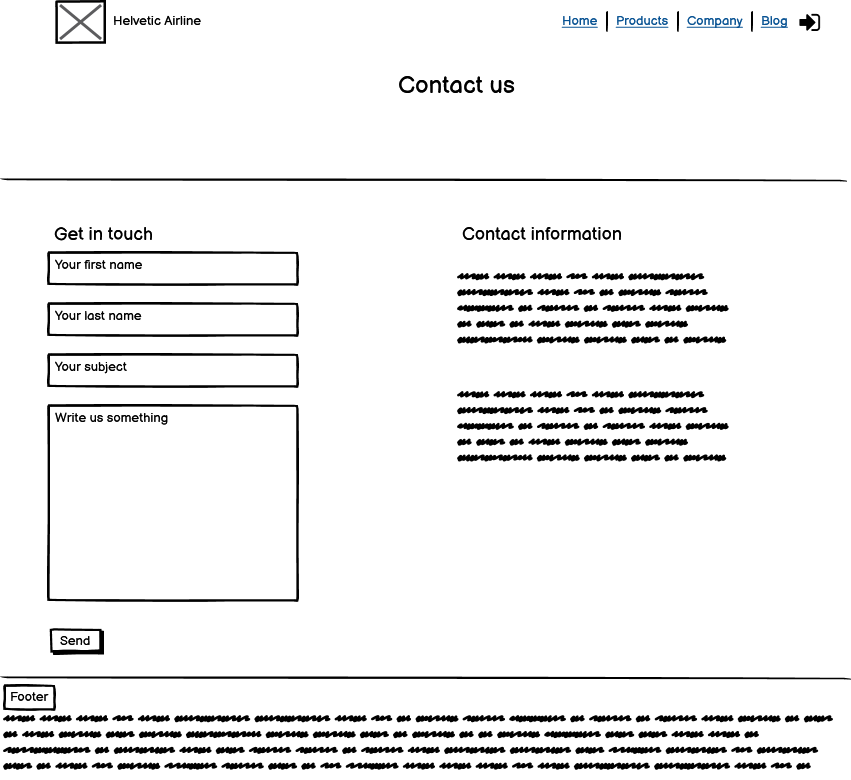 Helvetic Airline
Home Products Company Blog
Contact us
Get in touch
Your first name
Your last name
Your subject
Write us something
Send
Contact information
Footer